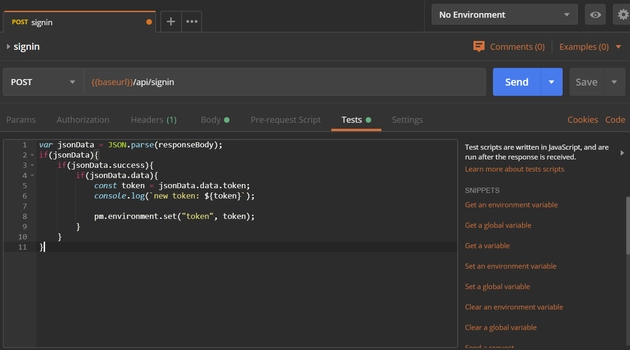 POST signin
No Environment
signin
Comments (0) Examples (0)
POST {{baseurl}}/api/signin Send Save
Params Authorization Headers (1) Body Pre-request Script Tests Settings Cookies Code
1 var jsonData = JSON.parse(responseBody);
2 if(jsonData){
3 if(jsonData.success){
4 if(jsonData.data){
5 const token = jsonData.data.token;
6 console.log(`new token: ${token}`);
7
8 pm.environment.set("token", token);
9 }
10 }
11 }
Test scripts are written in JavaScript, and are
run after the response is received.
Learn more about tests scripts
SNIPPETS
Get an environment variable
Get a global variable
Get a variable
Set an environment variable
Set a global variable
Clear an environment variable
Clear a global variable
Send a request